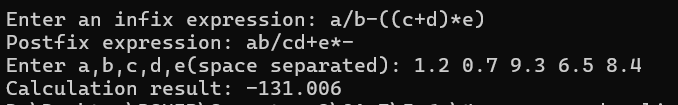 Enter an infix expression: a/b-((c+d)*e)
Postfix expression: ab/cd+e*-
Enter a,b,c,d,e(space separated): 1.2 0.7 9.3 6.5 8.4
Calculation result: -131.006